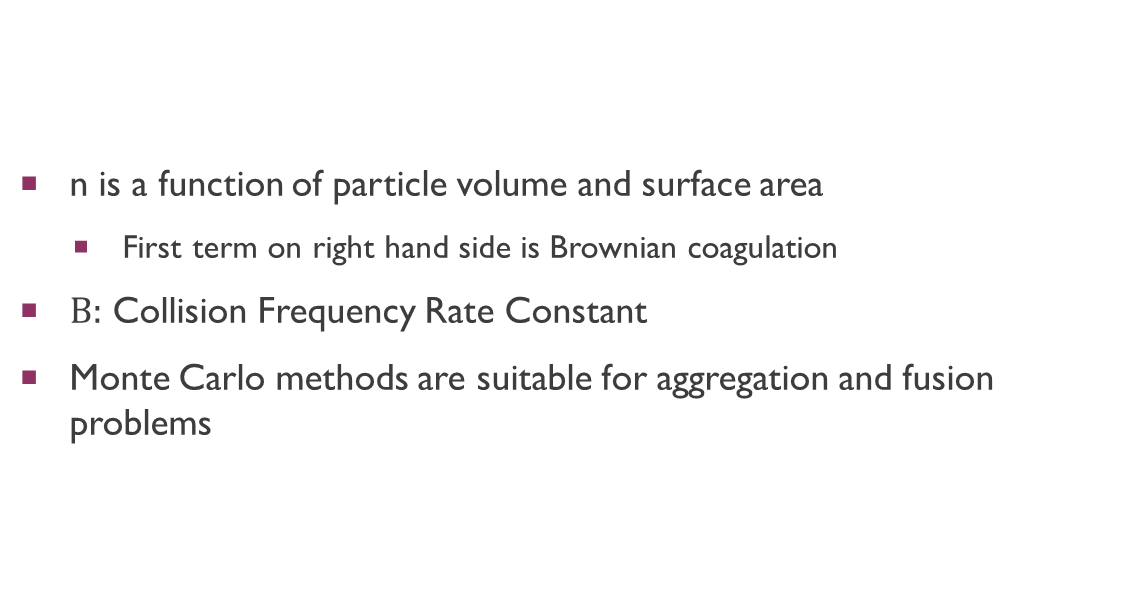 n is a function of particle volume and surface area
First term on right hand side is Brownian coagulation
B: Collision Frequency Rate Constant
Monte Carlo methods are suitable for aggregation and fusion
problems